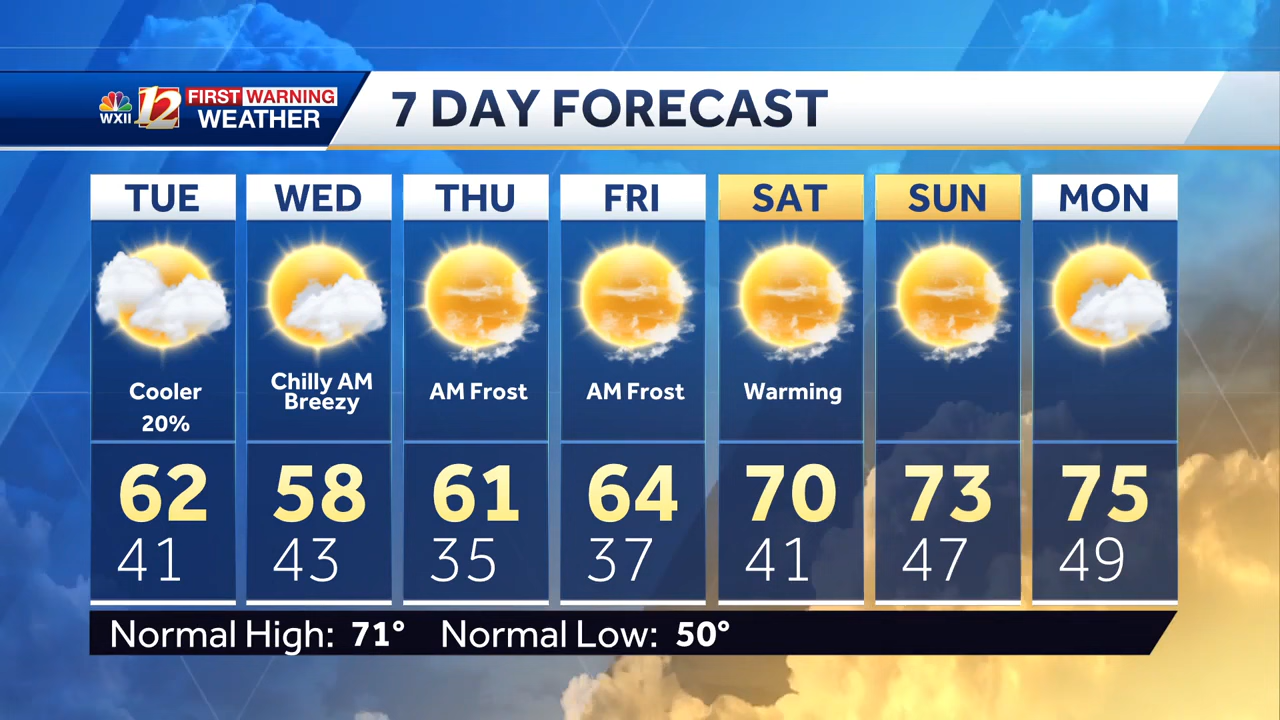 WXII 12 FIRST WARNING WEATHER
7 DAY FORECAST
TUE WED THU FRI SAT SUN MON
Cooler
20%
Chilly AM
Breezy
AM Frost
AM Frost
Warming
62 58 61 64 70 73 75
41 43 35 37 41 47 49
Normal High: 71° Normal Low: 50°